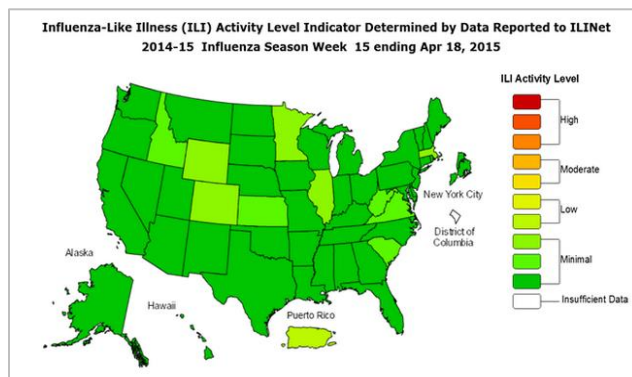 Influenza-Like Illness (ILI) Activity Level Indicator Determined by Data Reported to ILINet
2014-15 Influenza Season Week 15 ending Apr 18, 2015
ILI Activity Level
High
Moderate
Low
Minimal
Insufficient Data
New York City
District of
Columbia
Alaska
Hawaii
Puerto Rico